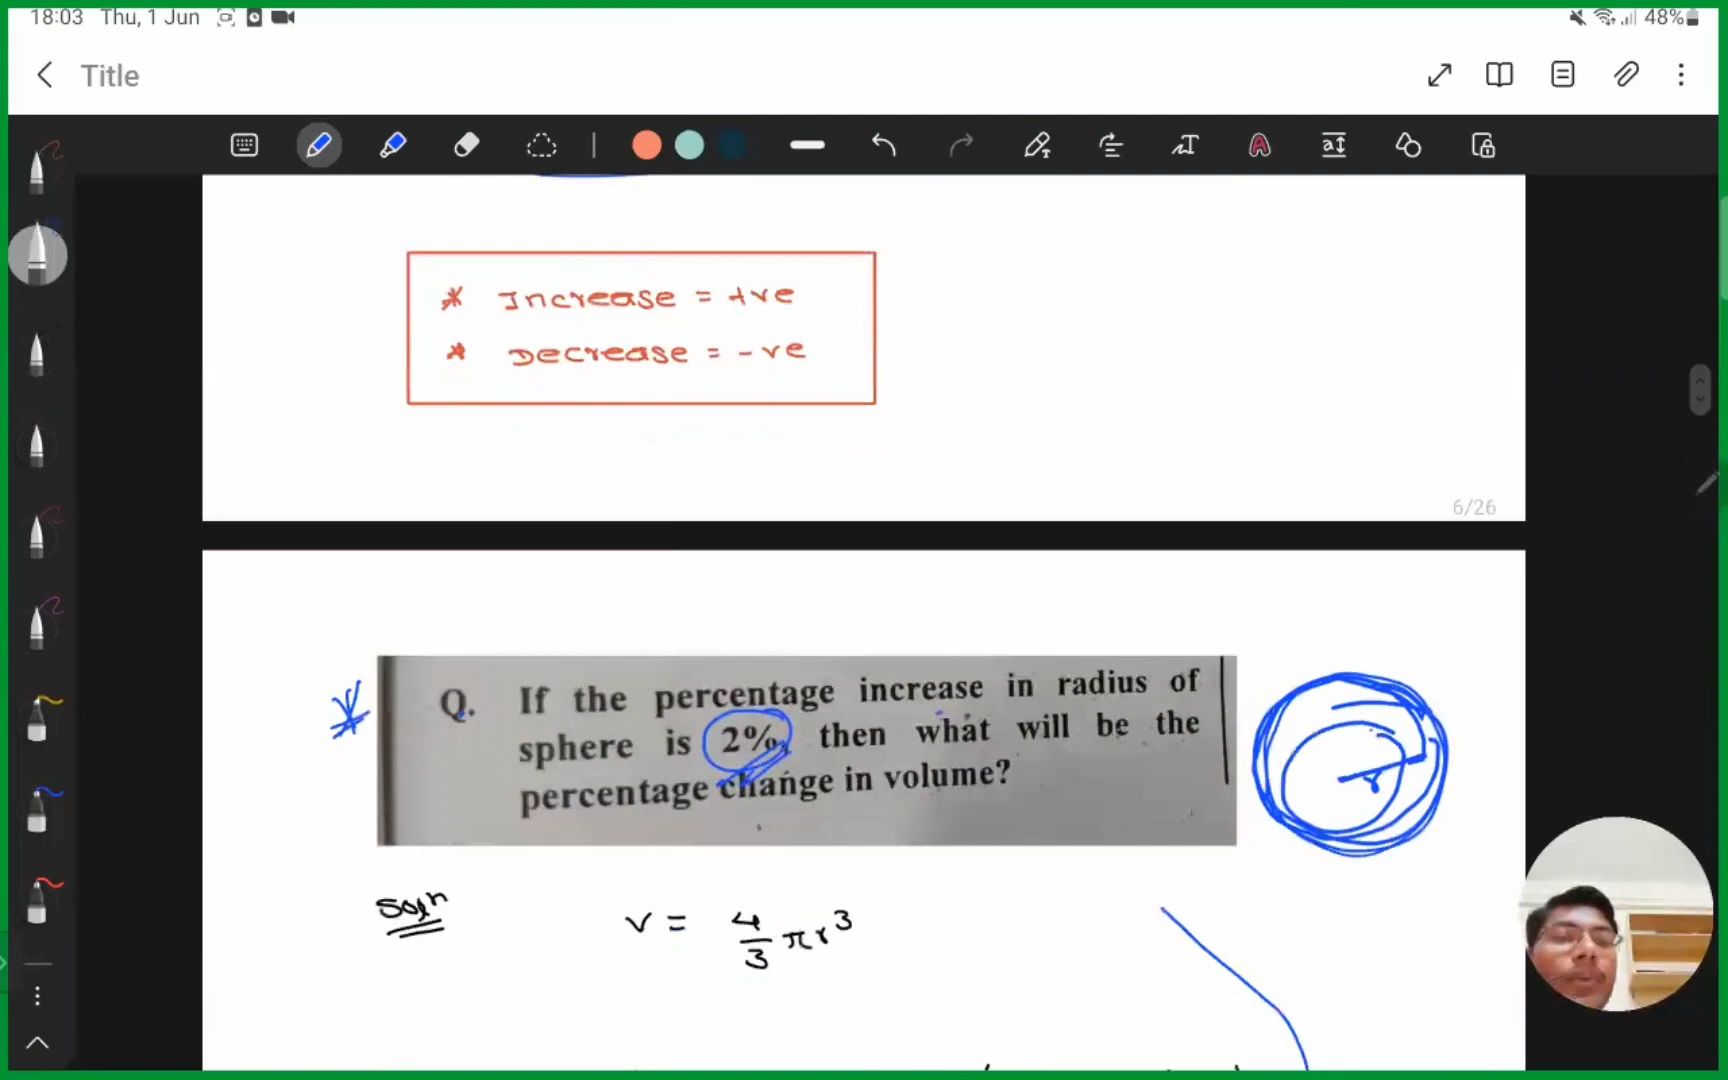 18:03 Thu, 1 Jun
48%
Title
* Increase = +ve
* Decrease = -ve
6/26
Q. If the percentage increase in radius of
sphere is 2%, then what will be the
percentage change in volume?
r
Solⁿ
v = 4/3 πr³